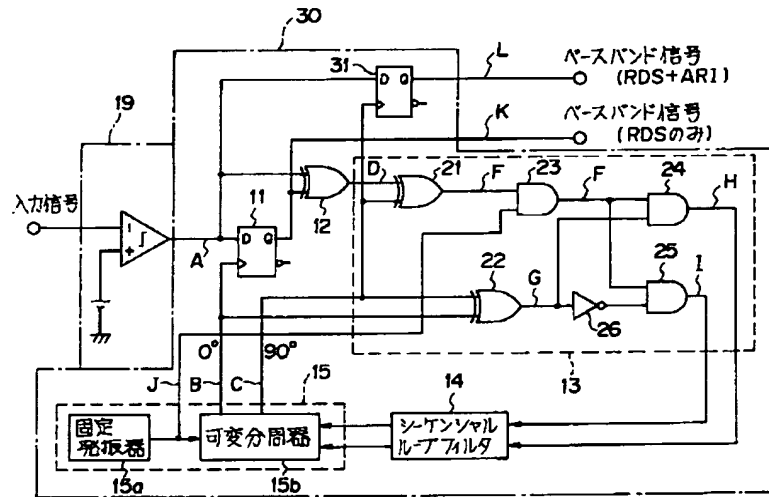 30
31
D Q
L
ベースバンド信号
(RDS+ARI)
19
K
ベースバンド信号
(RDSのみ)
入力信号
A
11
D Q
12
D
21
F
23
F
24
H
22
G
25
I
26
13
0°
90°
J
B
C
15
14
固定
発振器
15a
可変分周器
15b
シーケンシャル
ループフィルタ